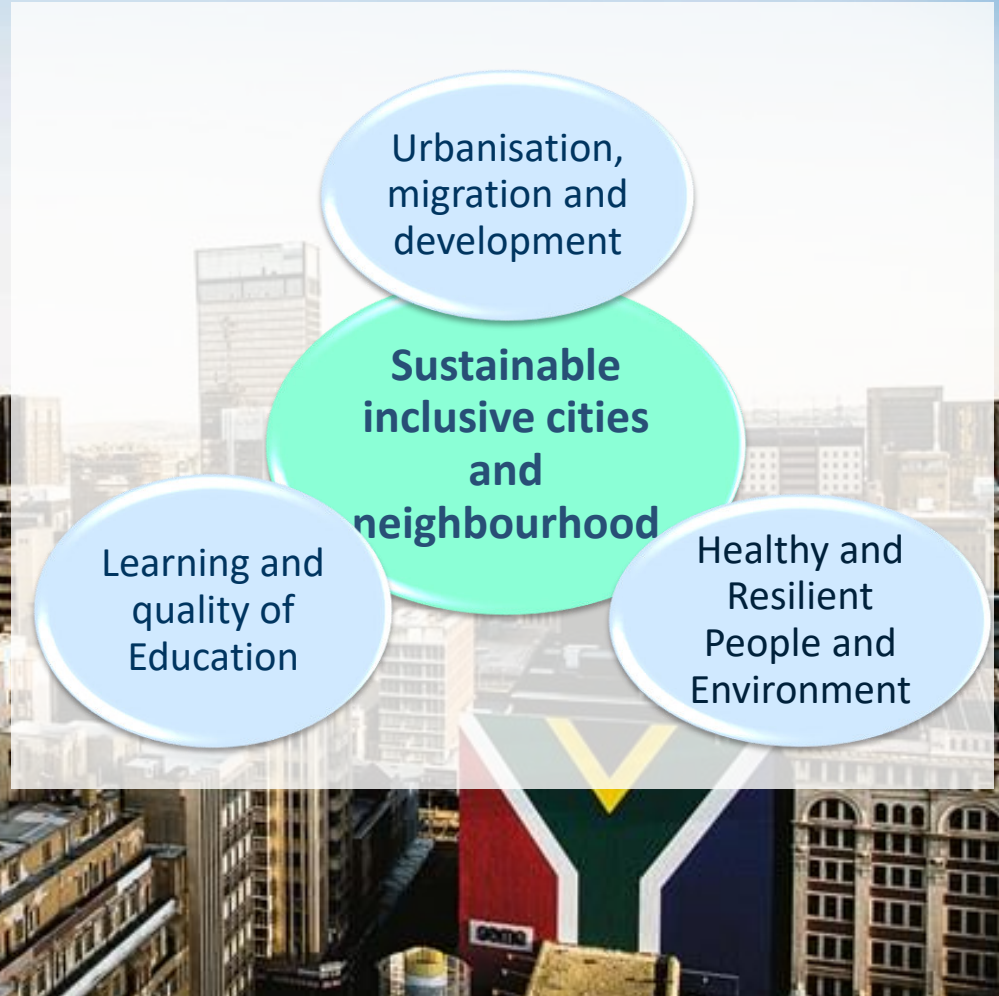 Urbanisation,
migration and
development
Sustainable
inclusive cities
and
neighbourhood
Learning and
quality of
Education
Healthy and
Resilient
People and
Environment